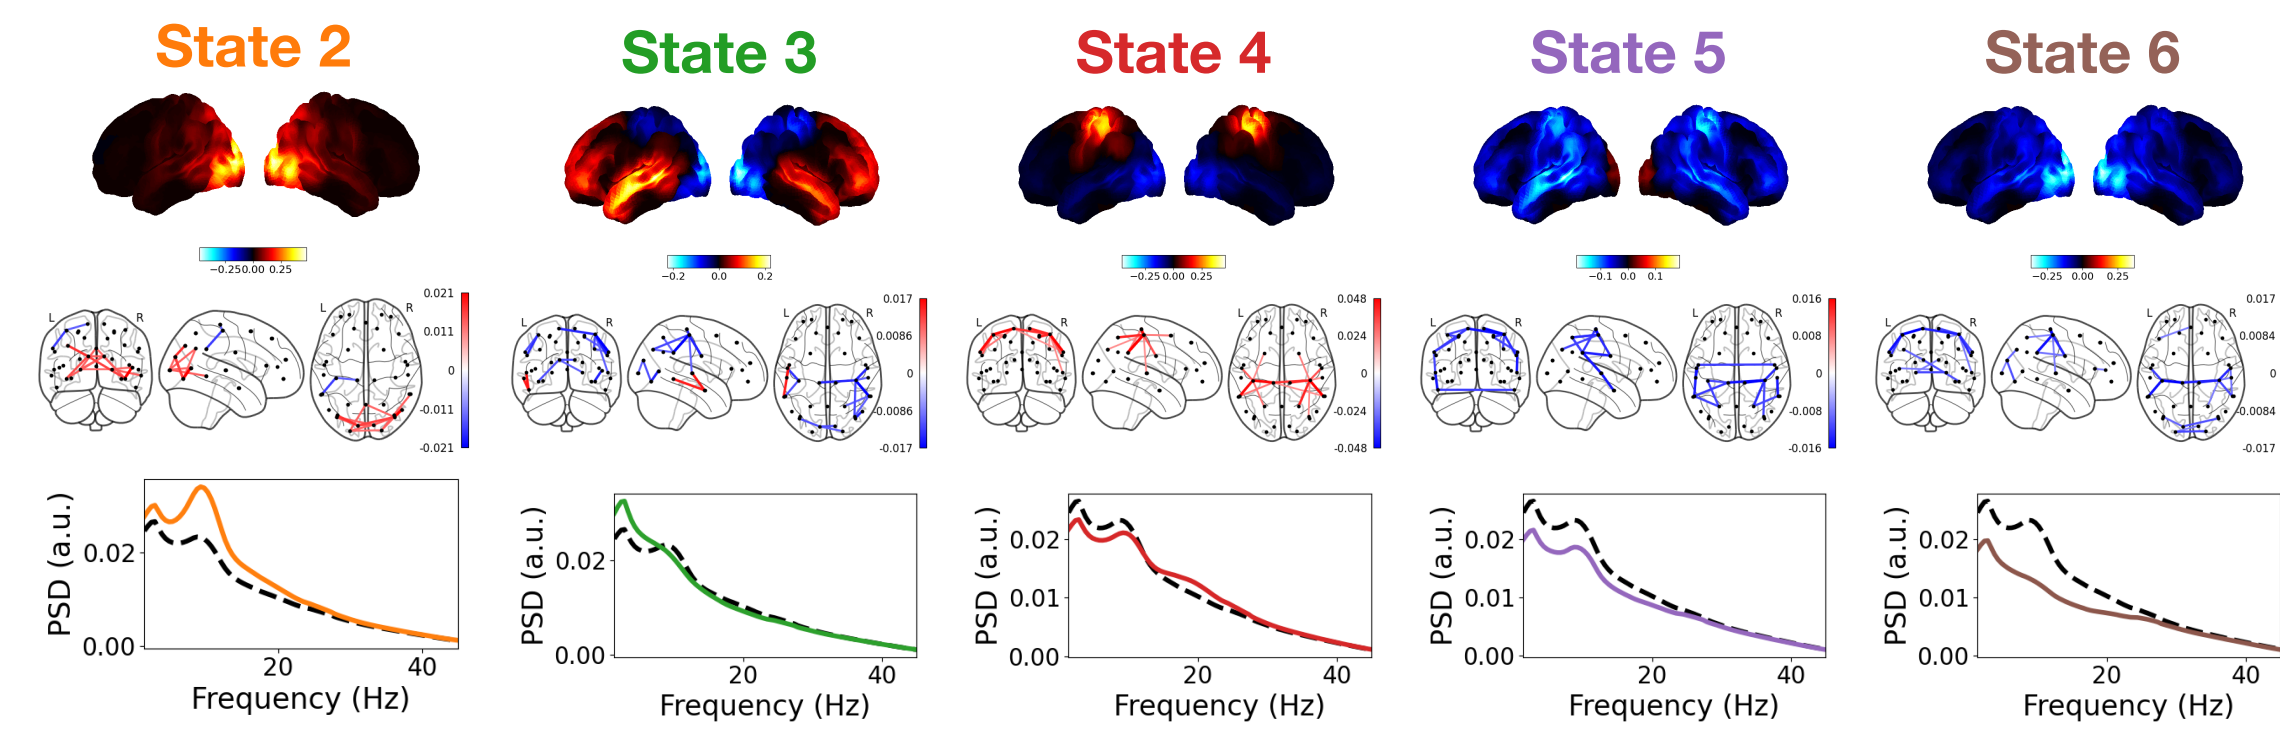 State 2
−0.25 0.00 0.25
L R L R
0.021
0.011
0
-0.011
-0.021
PSD (a.u.)
0.02
0.00
20 40
Frequency (Hz)
State 3
−0.2 0.0 0.2
L R L R
0.017
0.0086
0
-0.0086
-0.017
PSD (a.u.)
0.02
0.00
20 40
Frequency (Hz)
State 4
−0.25 0.00 0.25
L R L R
0.048
0.024
0
-0.024
-0.048
PSD (a.u.)
0.02
0.01
0.00
20 40
Frequency (Hz)
State 5
−0.1 0.0 0.1
L R L R
0.016
0.008
0
-0.008
-0.016
PSD (a.u.)
0.02
0.01
0.00
20 40
Frequency (Hz)
State 6
−0.25 0.00 0.25
L R L R
0.017
0.0084
0
-0.0084
-0.017
PSD (a.u.)
0.02
0.01
0.00
20 40
Frequency (Hz)